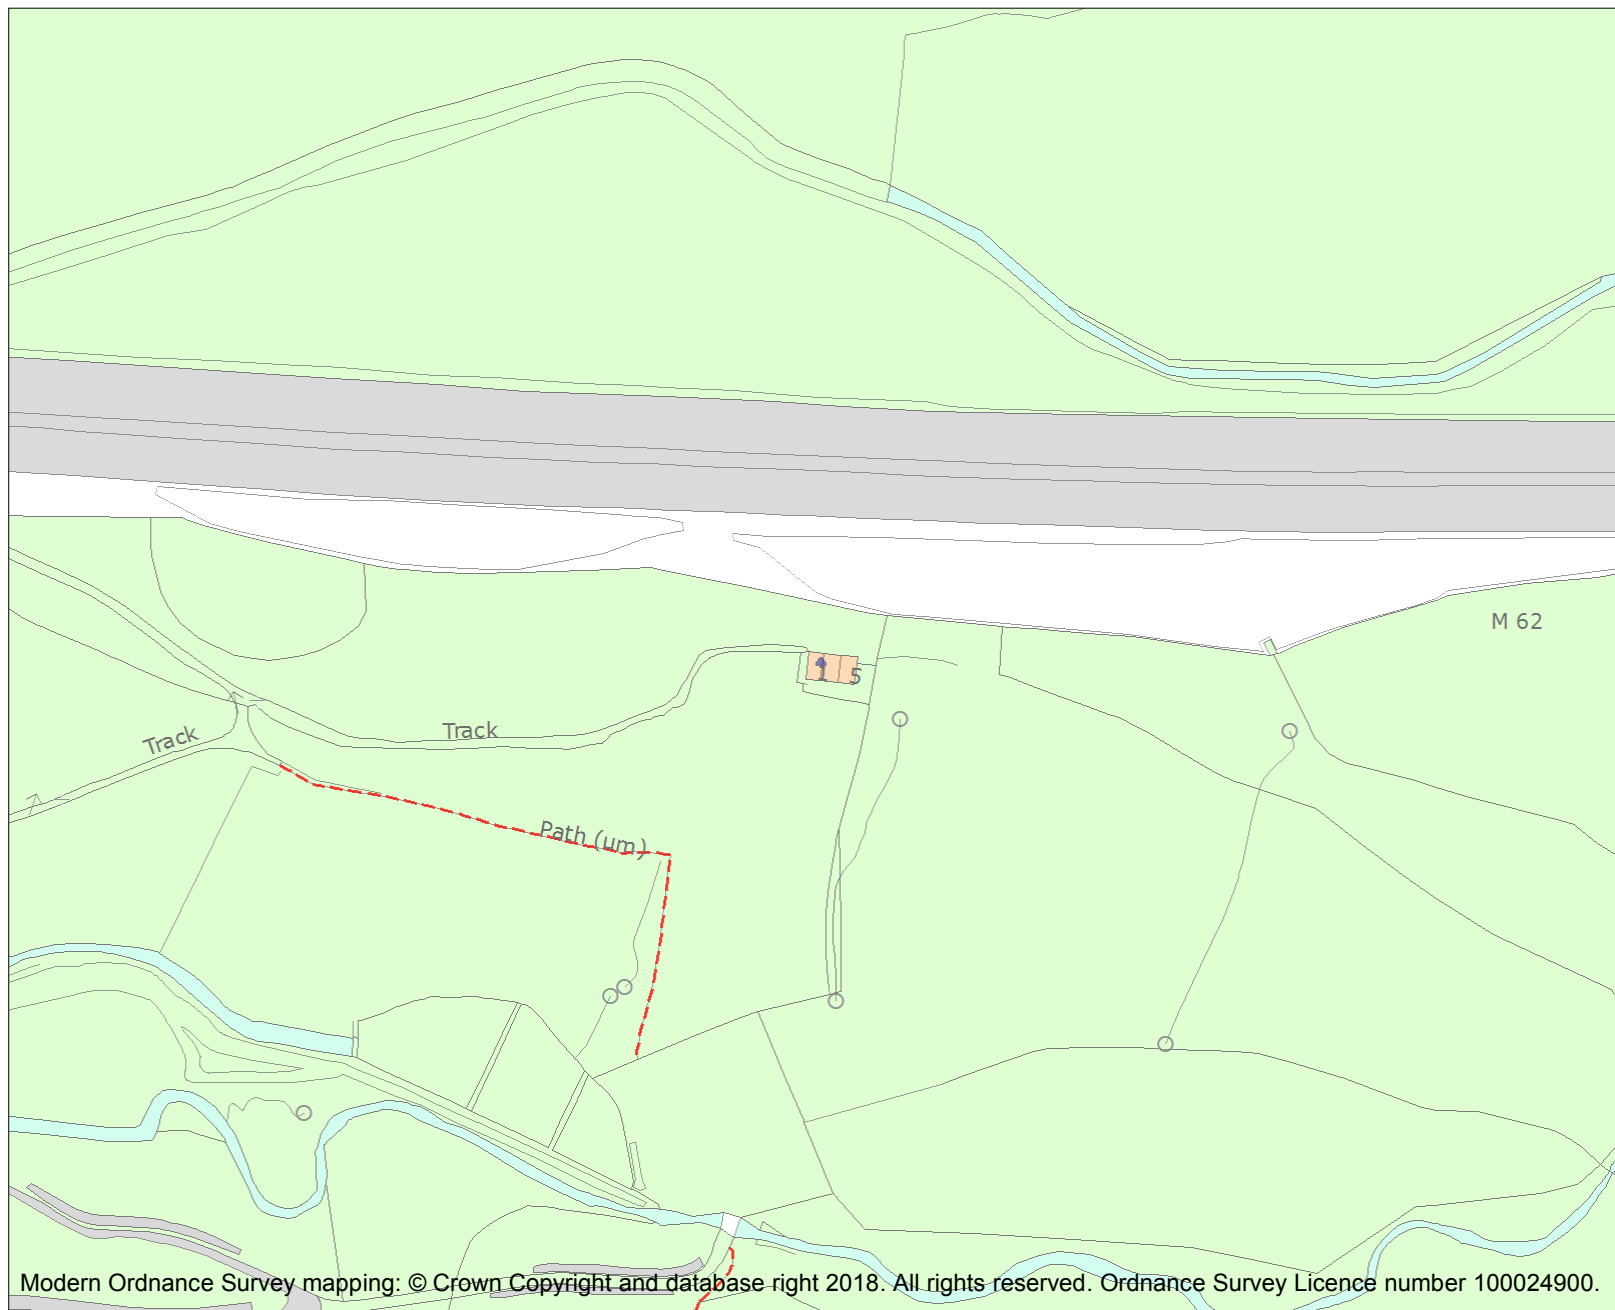 M 62
1
5
Track
Track
Path (um)
Modern Ordnance Survey mapping: © Crown Copyright and database right 2018. All rights reserved. Ordnance Survey Licence number 100024900.